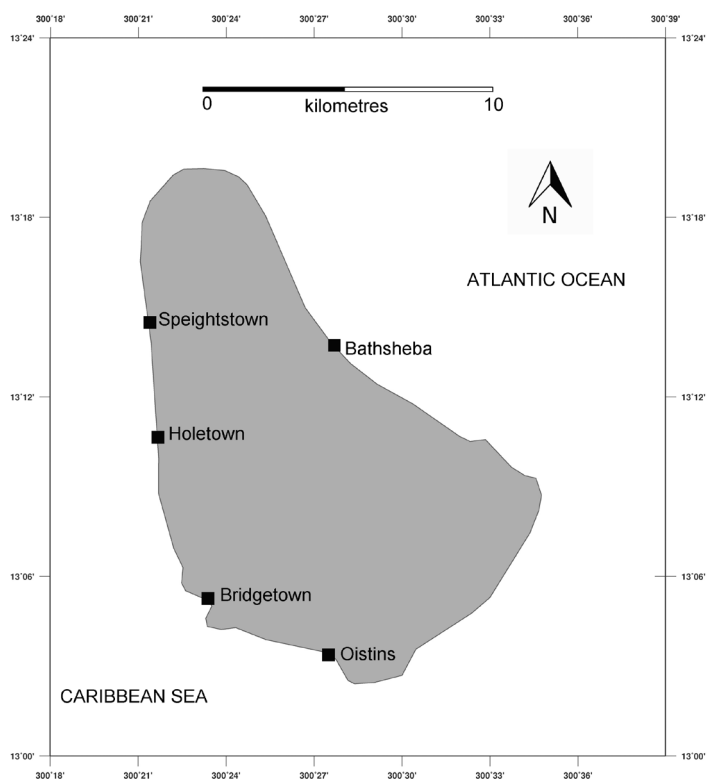 300˚18' 300˚21' 300˚24' 300˚27' 300˚30' 300˚33' 300˚36' 300˚39'
13˚24' 13˚24'
0 kilometres 10
N
13˚18' 13˚18'
ATLANTIC OCEAN
Speightstown
Bathsheba
13˚12' 13˚12'
Holetown
13˚06' 13˚06'
Bridgetown
Oistins
CARIBBEAN SEA
13˚00' 13˚00'
300˚18' 300˚21' 300˚24' 300˚27' 300˚30' 300˚33' 300˚36' 300˚39'